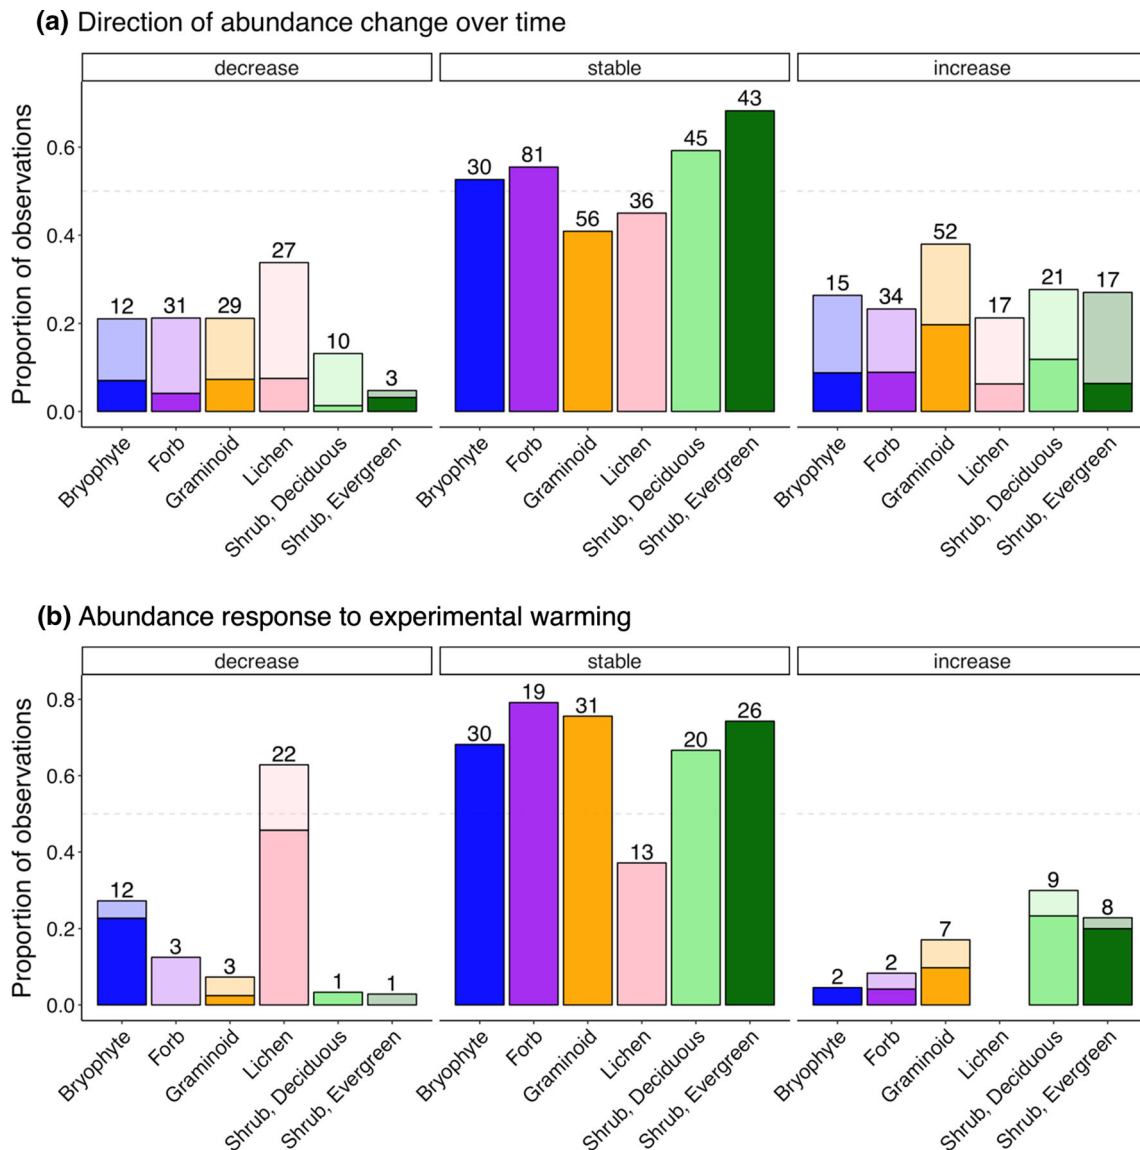 (a) Direction of abundance change over time
decrease stable increase
Proportion of observations
0.6
0.4
0.2
0.0
12 31 29 27 10 3
30 81 56 36 45 43
15 34 52 17 21 17
Bryophyte Forb Graminoid Lichen Shrub, Deciduous Shrub, Evergreen
Bryophyte Forb Graminoid Lichen Shrub, Deciduous Shrub, Evergreen
Bryophyte Forb Graminoid Lichen Shrub, Deciduous Shrub, Evergreen
(b) Abundance response to experimental warming
decrease stable increase
Proportion of observations
0.8
0.6
0.4
0.2
0.0
12 3 3 22 1 1
30 19 31 13 20 26
2 2 7 9 8
Bryophyte Forb Graminoid Lichen Shrub, Deciduous Shrub, Evergreen
Bryophyte Forb Graminoid Lichen Shrub, Deciduous Shrub, Evergreen
Bryophyte Forb Graminoid Lichen Shrub, Deciduous Shrub, Evergreen